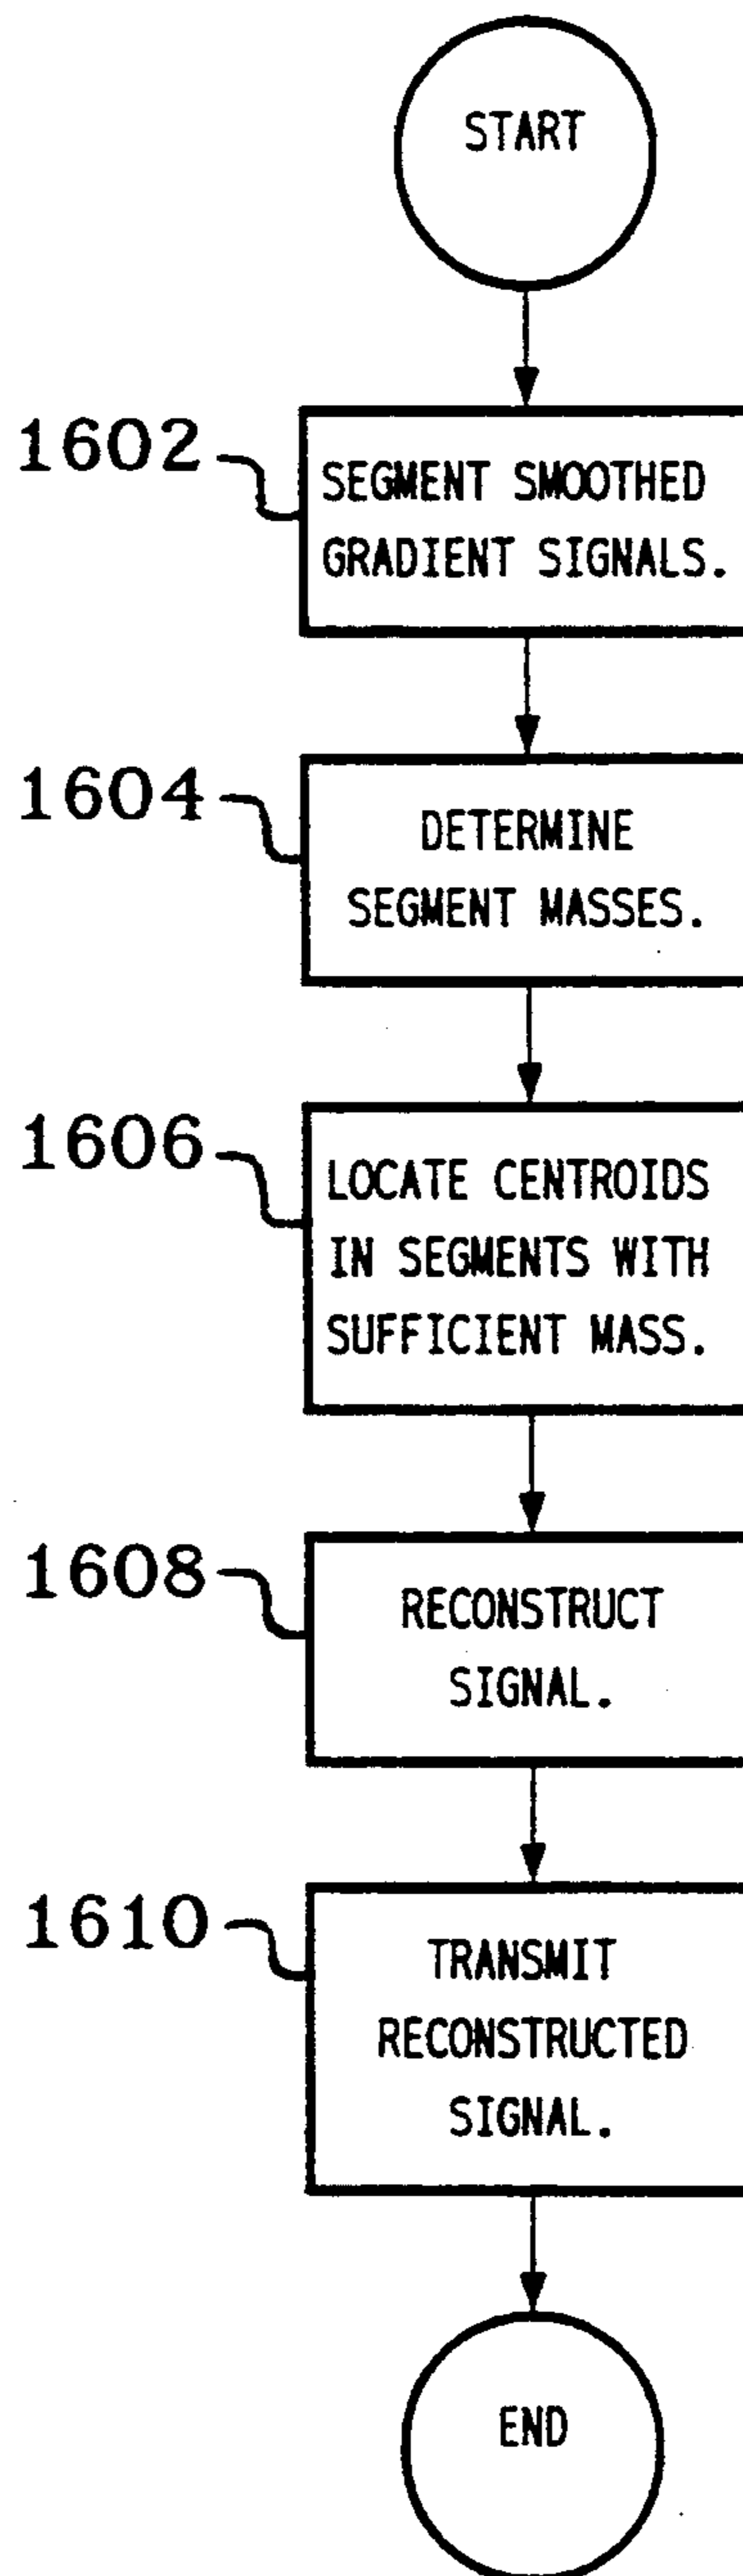 START
1602
SEGMENT SMOOTHED
GRADIENT SIGNALS.
1604
DETERMINE
SEGMENT MASSES.
1606
LOCATE CENTROIDS
IN SEGMENTS WITH
SUFFICIENT MASS.
1608
RECONSTRUCT
SIGNAL.
1610
TRANSMIT
RECONSTRUCTED
SIGNAL.
END